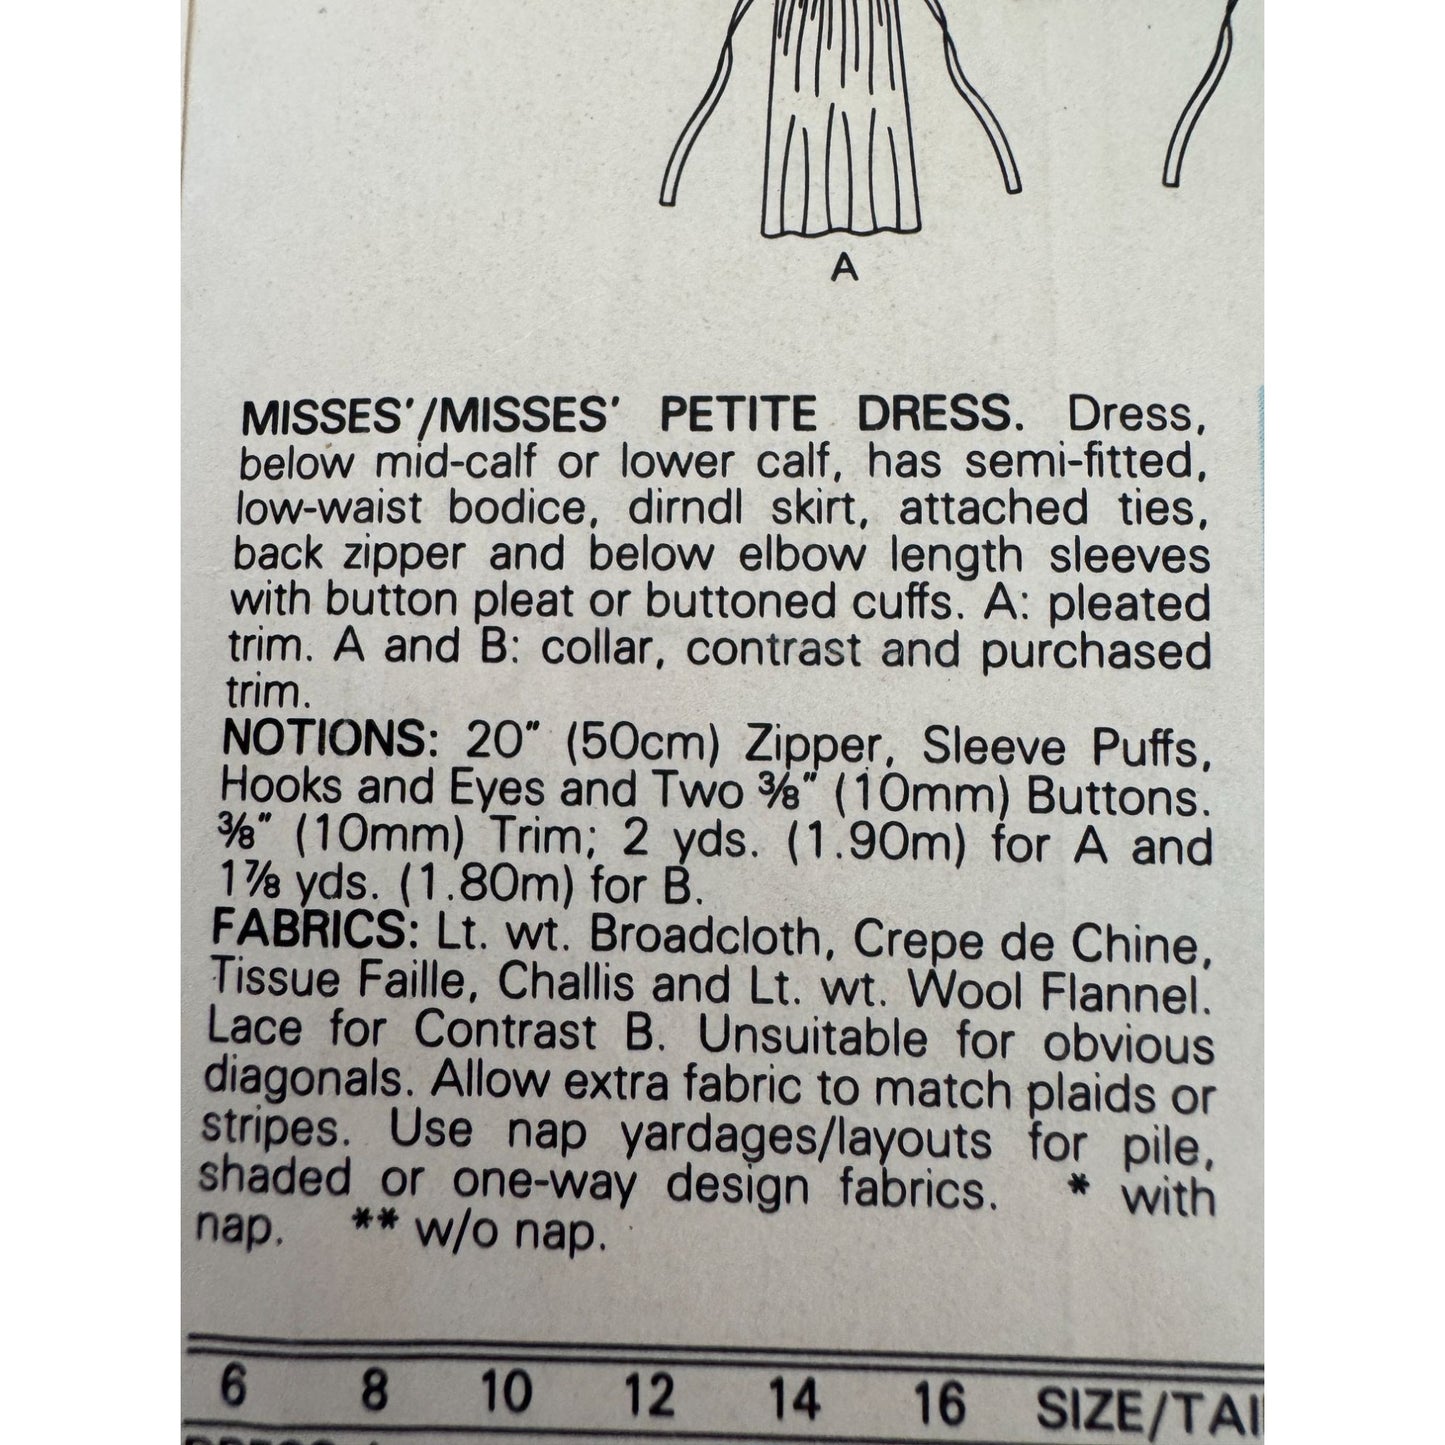 A
MISSES'/MISSES' PETITE DRESS. Dress,
below mid-calf or lower calf, has semi-fitted,
low-waist bodice, dirndl skirt, attached ties,
back zipper and below elbow length sleeves
with button pleat or buttoned cuffs. A: pleated
trim. A and B: collar, contrast and purchased
trim.
NOTIONS: 20" (50cm) Zipper, Sleeve Puffs,
Hooks and Eyes and Two ⅜" (10mm) Buttons.
⅜" (10mm) Trim; 2 yds. (1.90m) for A and
1⅞ yds. (1.80m) for B.
FABRICS: Lt. wt. Broadcloth, Crepe de Chine,
Tissue Faille, Challis and Lt. wt. Wool Flannel.
Lace for Contrast B. Unsuitable for obvious
diagonals. Allow extra fabric to match plaids or
stripes. Use nap yardages/layouts for pile,
shaded or one-way design fabrics. * with
nap. ** w/o nap.
6 8 10 12 14 16 SIZE/TAI